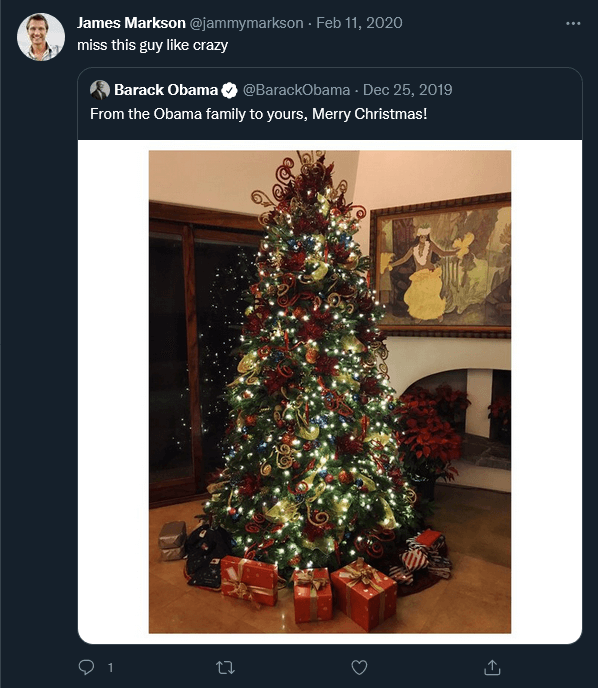 James Markson @jammymarkson · Feb 11, 2020
miss this guy like crazy
Barack Obama @BarackObama · Dec 25, 2019
From the Obama family to yours, Merry Christmas!
1